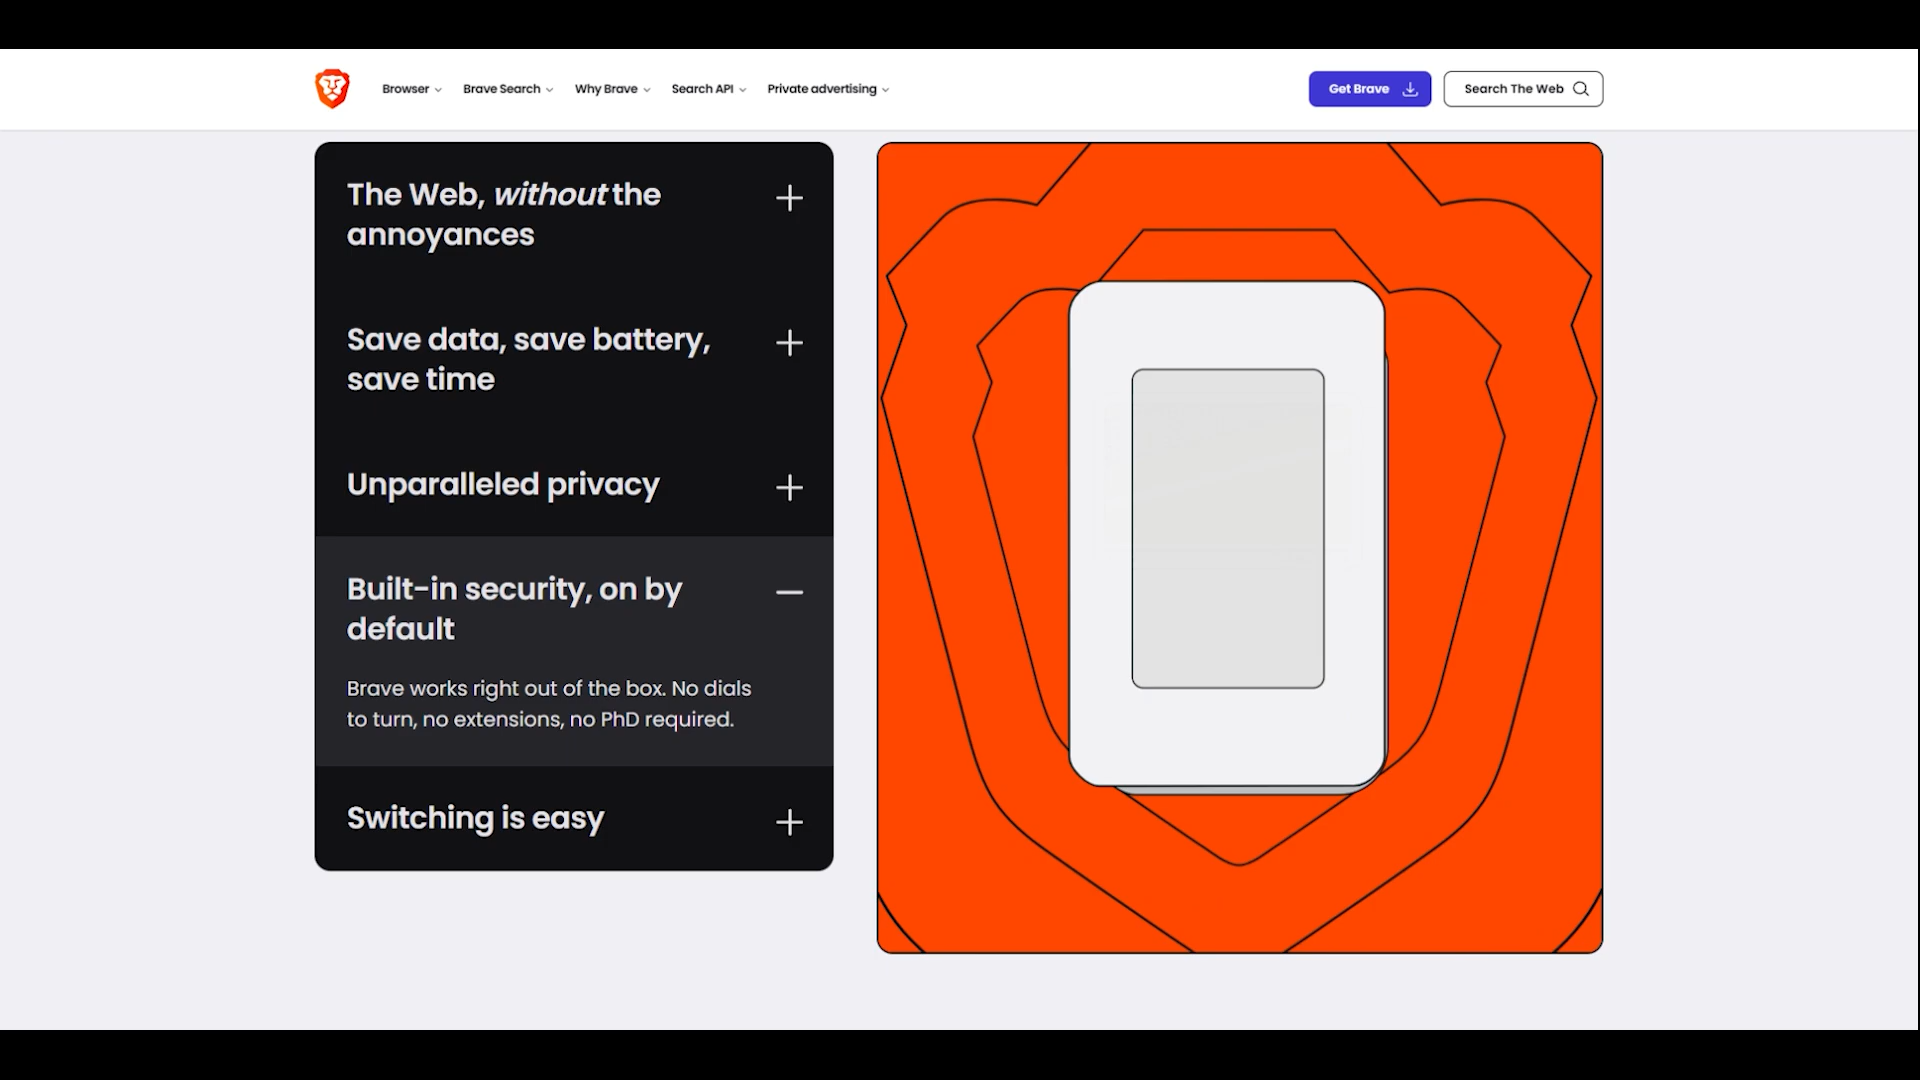 Browser
Brave Search
Why Brave
Search API
Private advertising
Get Brave
Search The Web
The Web, without the
annoyances
Save data, save battery,
save time
Unparalleled privacy
Built-in security, on by
default
Brave works right out of the box. No dials
to turn, no extensions, no PhD required.
Switching is easy